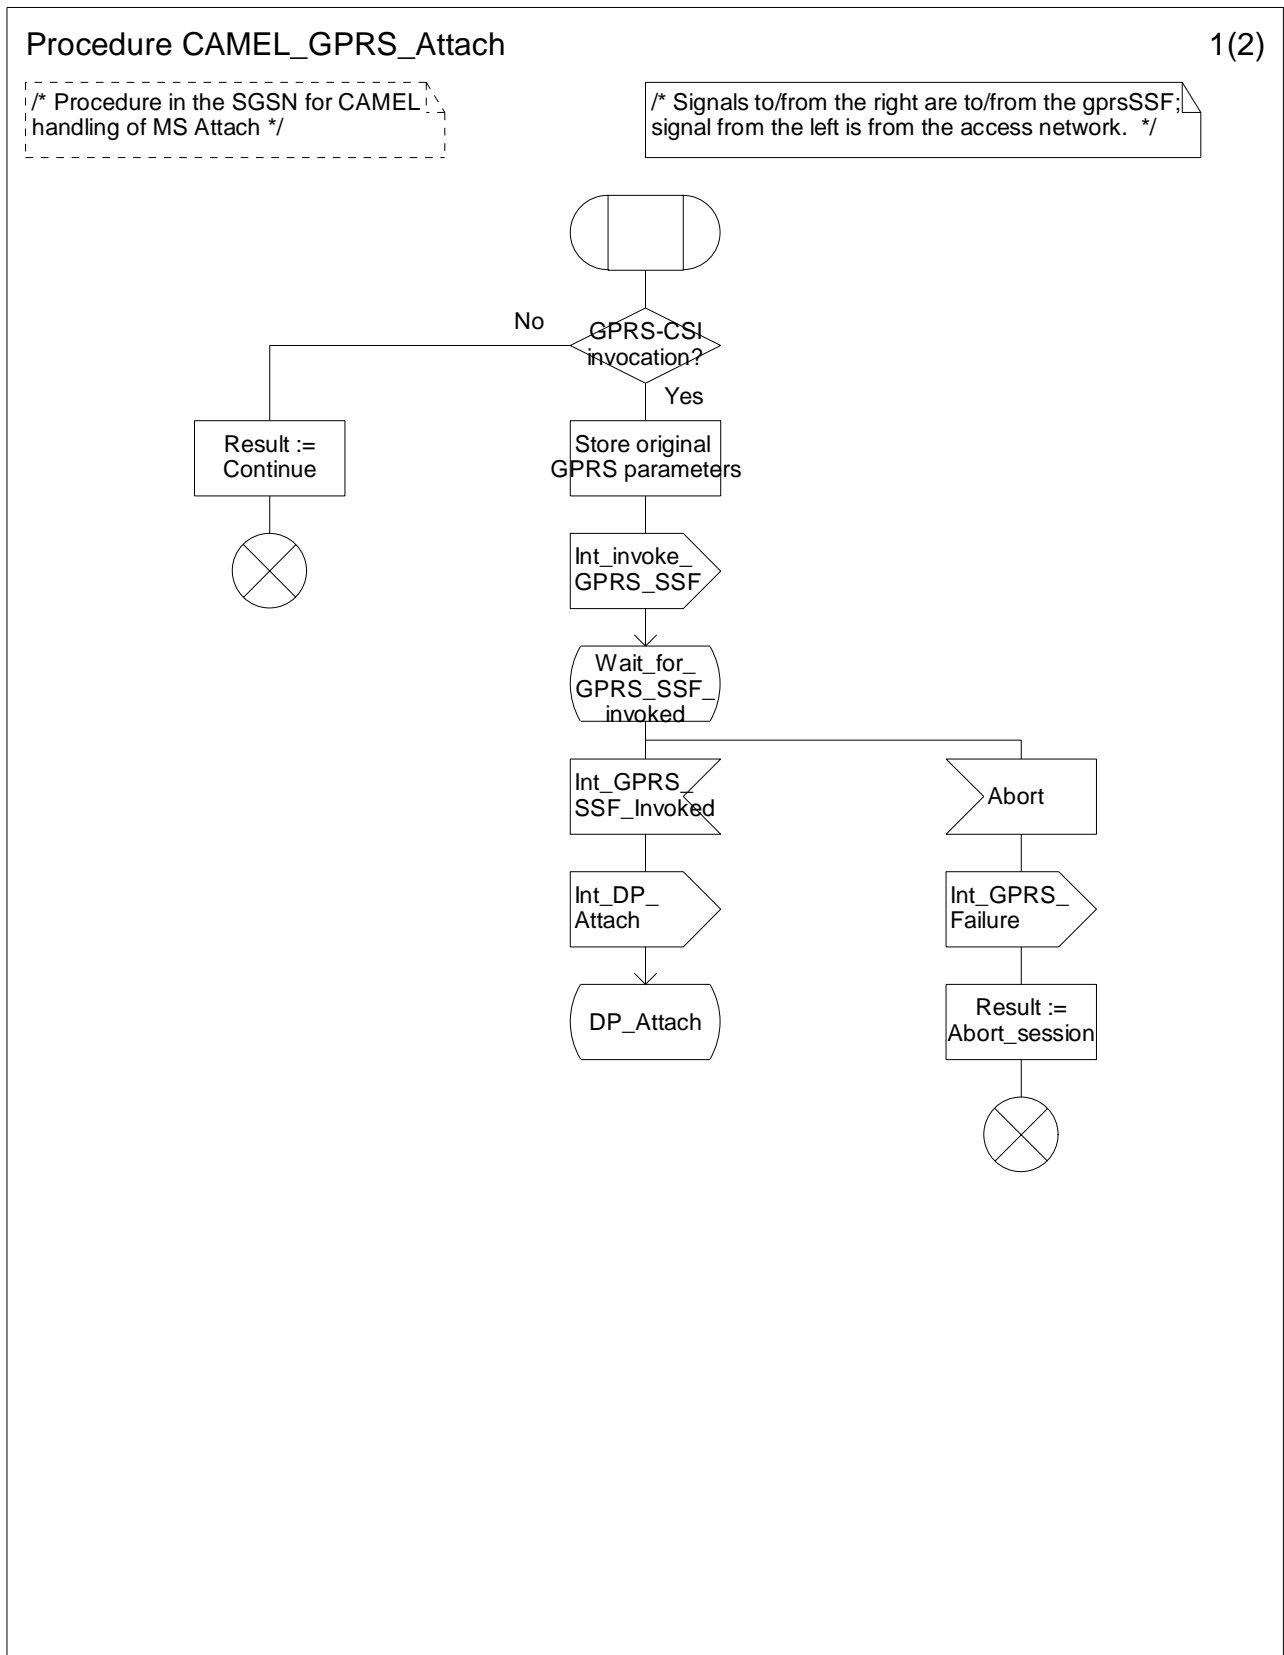 Procedure CAMEL_GPRS_Attach
1(2)
/* Procedure in the SGSN for CAMEL
handling of MS Attach */
/* Signals to/from the right are to/from the gprsSSF;
signal from the left is from the access network.  */
No
GPRS-CSI
invocation?
Yes
Result :=
Continue
Store original
GPRS parameters
Int_invoke_
GPRS_SSF
Wait_for_
GPRS_SSF_
invoked
Int_GPRS_
SSF_Invoked
Abort
Int_DP_
Attach
Int_GPRS_
Failure
DP_Attach
Result :=
Abort_session